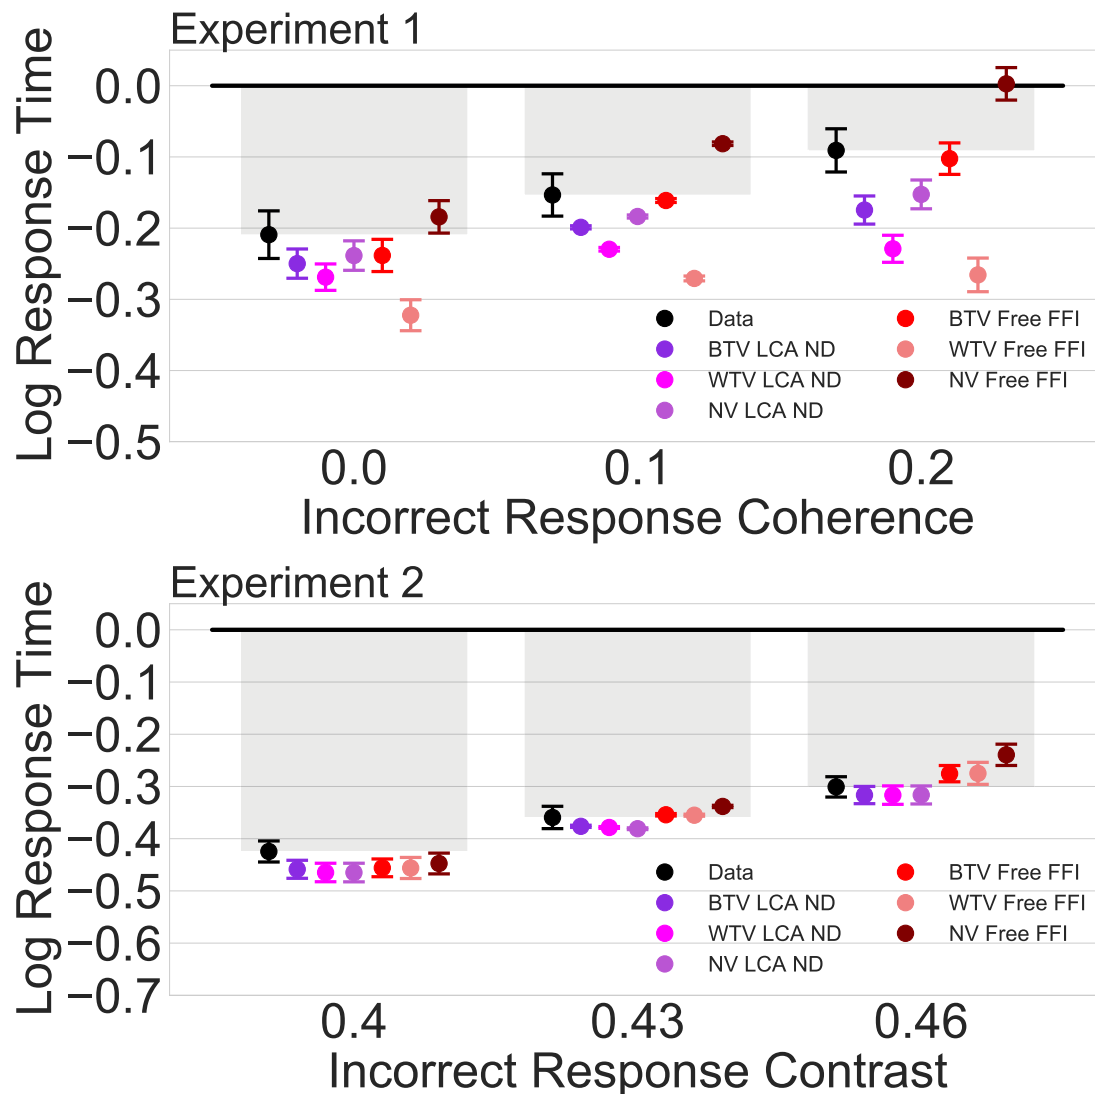 Experiment 1
Log Response Time
0.0
−0.1
−0.2
−0.3
−0.4
−0.5
Data
BTV LCA ND
WTV LCA ND
NV LCA ND
BTV Free FFI
WTV Free FFI
NV Free FFI
0.0 0.1 0.2
Incorrect Response Coherence
Experiment 2
Log Response Time
0.0
−0.1
−0.2
−0.3
−0.4
−0.5
−0.6
−0.7
Data
BTV LCA ND
WTV LCA ND
NV LCA ND
BTV Free FFI
WTV Free FFI
NV Free FFI
0.4 0.43 0.46
Incorrect Response Contrast